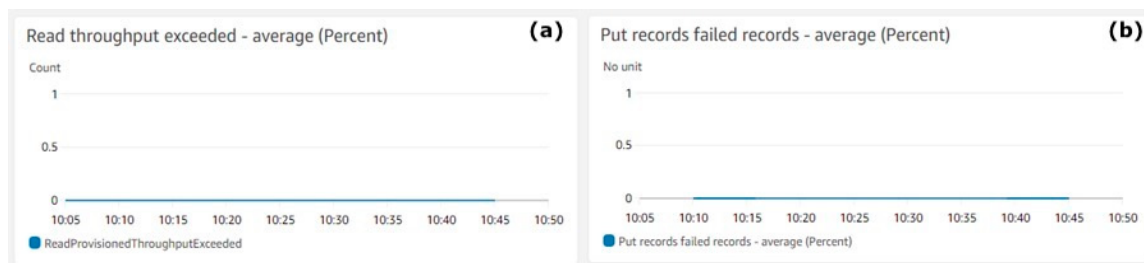 Read throughput exceeded - average (Percent) (a)
Count
1
0.5
0
10:05 10:10 10:15 10:20 10:25 10:30 10:35 10:40 10:45 10:50
ReadProvisionedThroughputExceeded
Put records failed records - average (Percent) (b)
No unit
1
0.5
0
10:05 10:10 10:15 10:20 10:25 10:30 10:35 10:40 10:45 10:50
Put records failed records - average (Percent)